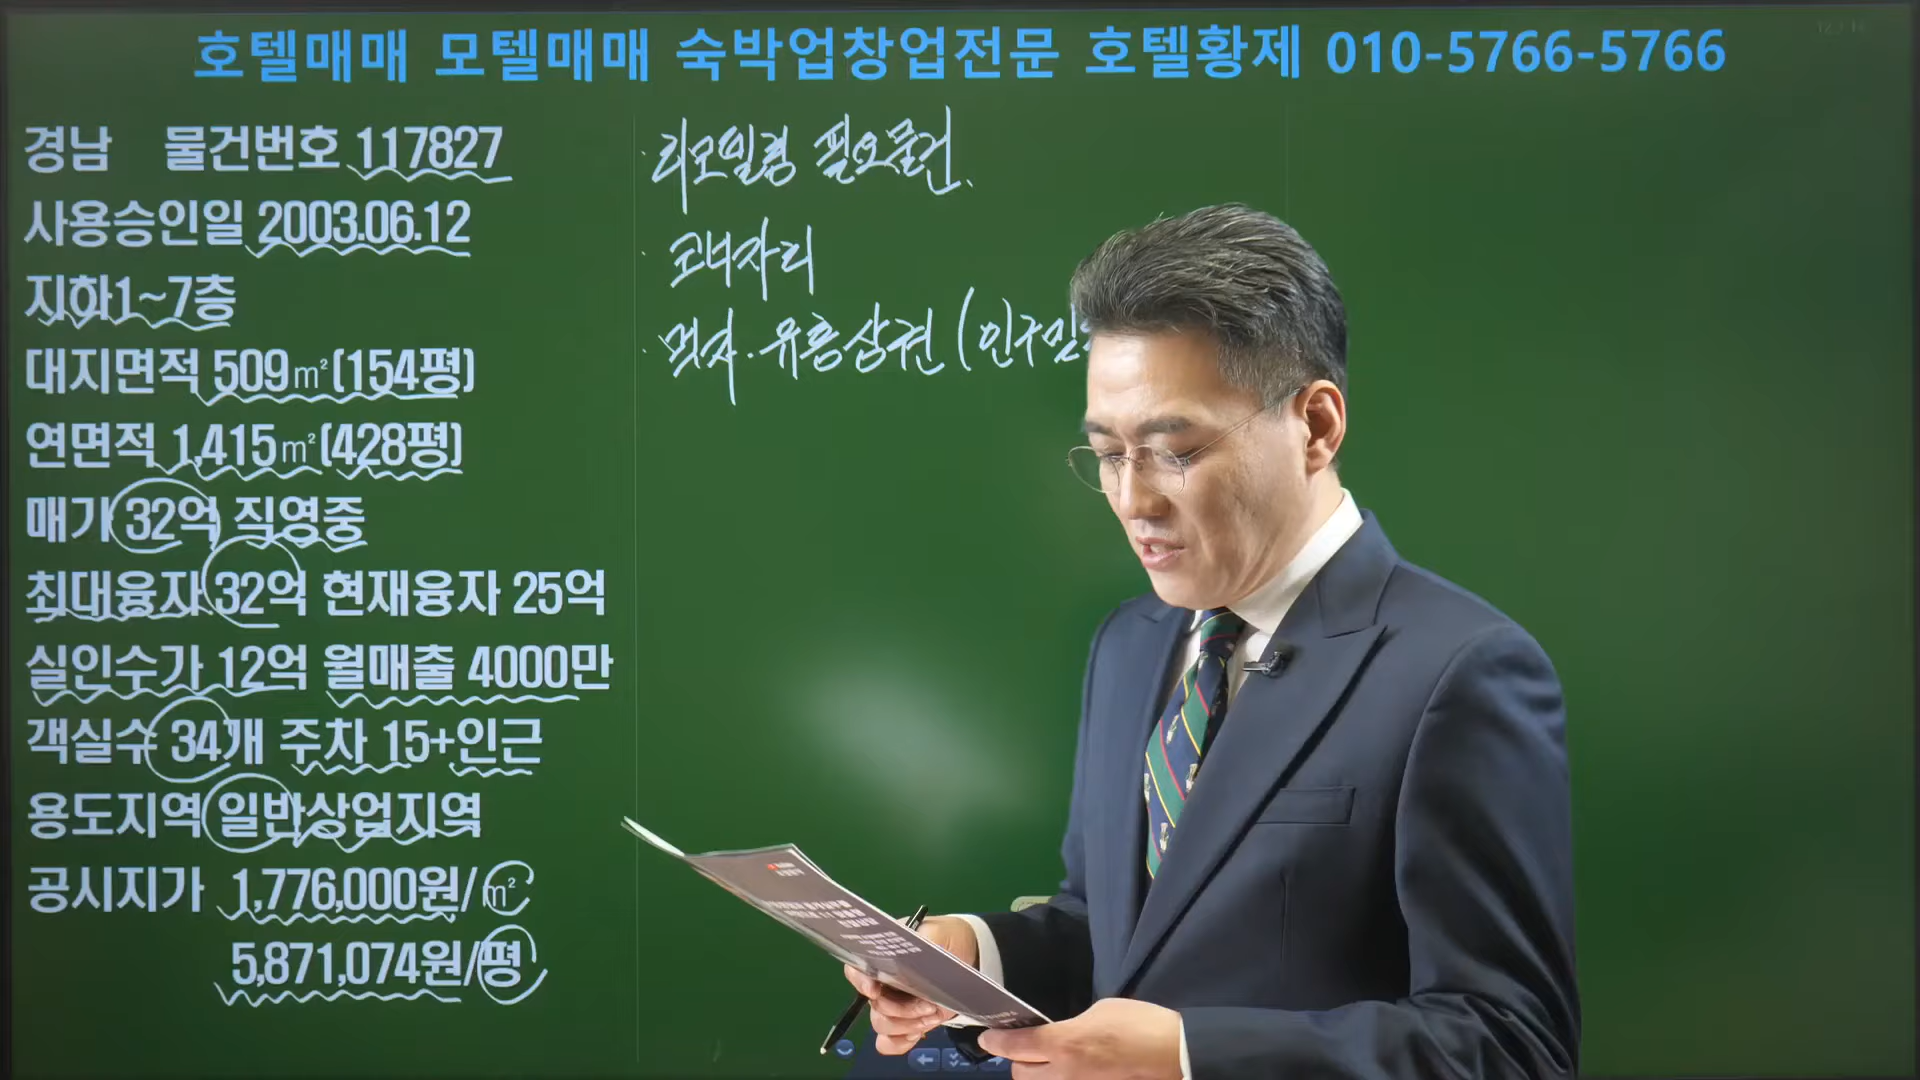 호텔매매 모텔매매 숙박업창업전문 호텔황제 010-5766-5766
경남 물건번호 117827
사용승인일 2003.06.12
지하1~7층
대지면적 509㎡(154평)
연면적 1,415㎡(428평)
매가 32억 직영중
최대융자 32억 현재융자 25억
실인수가 12억 월매출 4000만
객실수 34개 주차 15+인근
용도지역 일반상업지역
공시지가 1,776,000원/㎡
5,871,074원/평
· 리모델링 필요물건.
· 코너자리
· 먹자·유흥상권 (인구밀